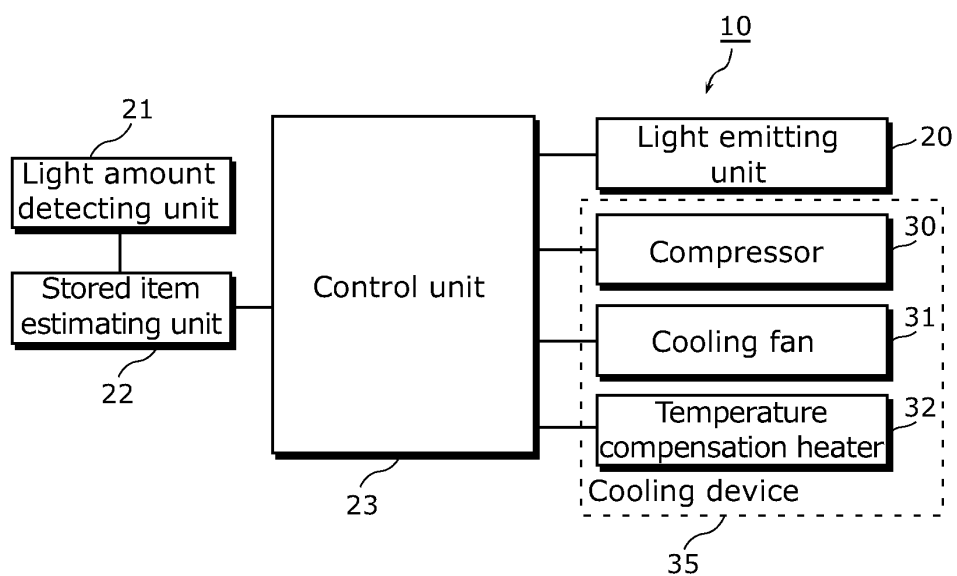 10
21
Light amount
detecting unit
Stored item
estimating unit
22
Control unit
23
Light emitting
unit
20
30
Compressor
31
Cooling fan
32
Temperature
compensation heater
Cooling device
35